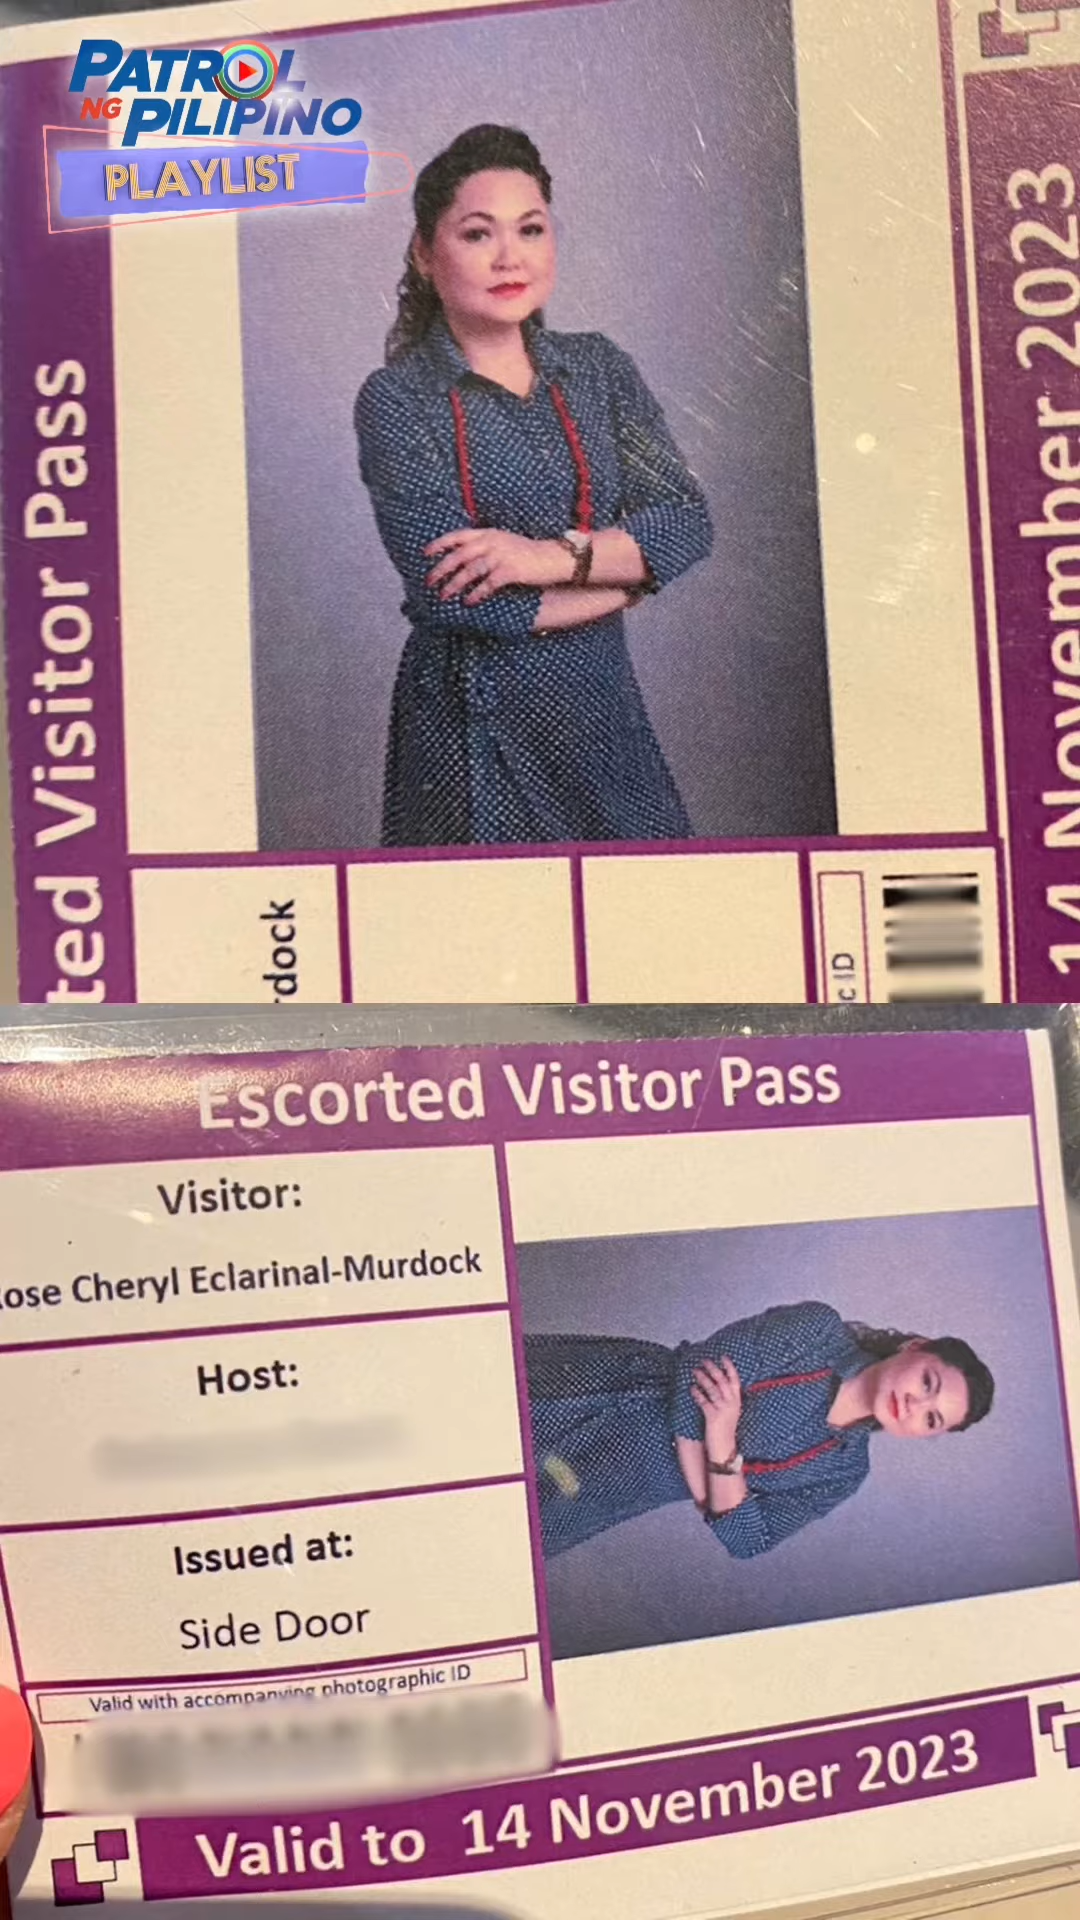 PATROL
NG PILIPINO
PLAYLIST
ted Visitor Pass
14 November 2023
rdock
c ID
Escorted Visitor Pass
Visitor:
ose Cheryl Eclarinal-Murdock
Host:
Issued at:
Side Door
Valid with accompanying photographic ID
Valid to 14 November 2023